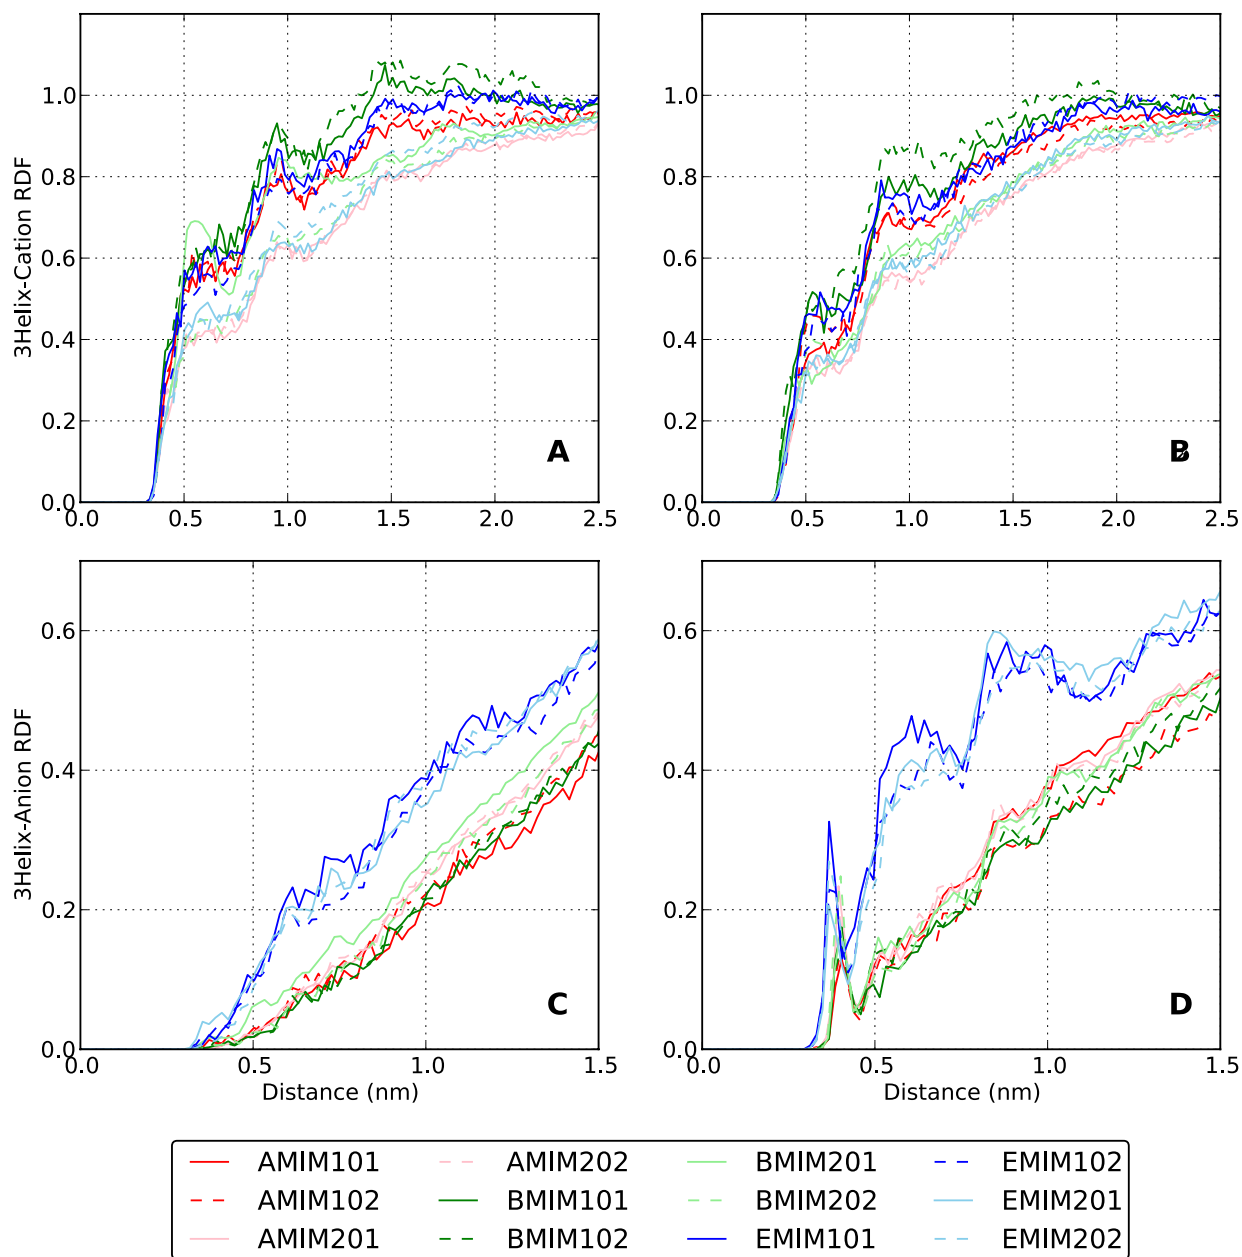 3Helix-Cation RDF
1.0
0.8
0.6
0.4
0.2
0.0
0.0 0.5 1.0 1.5 2.0 2.5
A
1.0
0.8
0.6
0.4
0.2
0.0
0.0 0.5 1.0 1.5 2.0 2.5
B
3Helix-Anion RDF
0.6
0.4
0.2
0.0
0.0 0.5 1.0 1.5
Distance (nm)
C
0.6
0.4
0.2
0.0
0.0 0.5 1.0 1.5
Distance (nm)
D
AMIM101 AMIM202 BMIM201 EMIM102
AMIM102 BMIM101 BMIM202 EMIM201
AMIM201 BMIM102 EMIM101 EMIM202